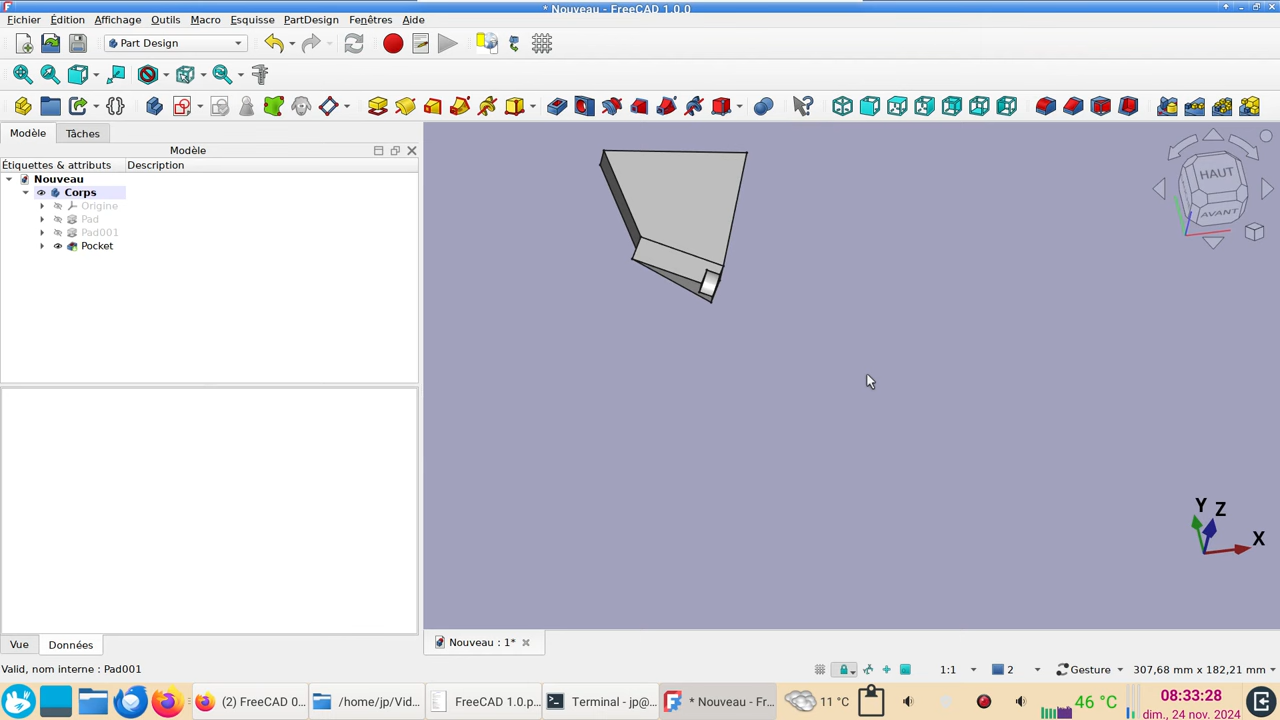 * Nouveau - FreeCAD 1.0.0
Fichier Édition Affichage Outils Macro Esquisse PartDesign Fenêtres Aide
Part Design
Modèle Tâches
Modèle
Étiquettes & attributs Description
Nouveau
Corps
Origine
Pad
Pad001
Pocket
HAUT
AVANT
Y Z
X
Vue Données
Nouveau : 1*
Valid, nom interne : Pad001
1:1 2 Gesture 307,68 mm x 182,21 mm
(2) FreeCAD 0... /home/jp/Vid... FreeCAD 1.0.p... Terminal - jp@... * Nouveau - Fr... 11 °C 46 °C
08:33:28
dim., 24 nov. 2024